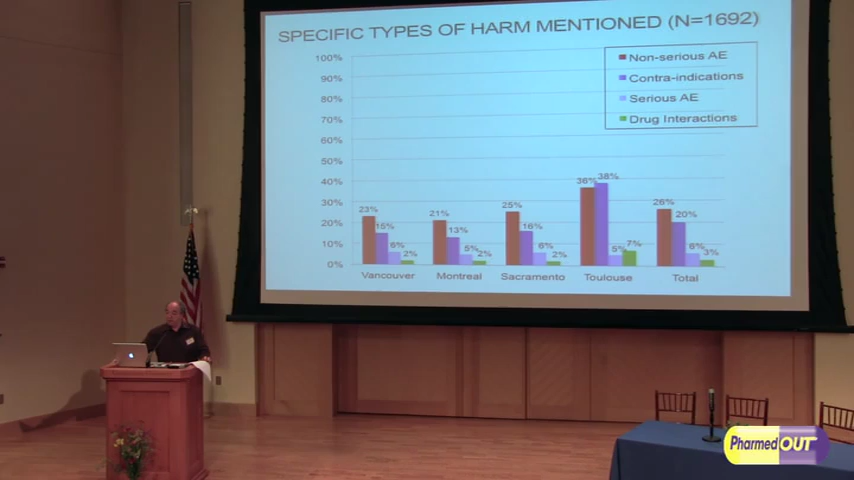 SPECIFIC TYPES OF HARM MENTIONED (N=1692)
100%
90%
80%
70%
60%
50%
40%
30%
20%
10%
0%
Non-serious AE
Contra-indications
Serious AE
Drug Interactions
23%
15%
6%
2%
21%
13%
5%
2%
25%
16%
6%
2%
36%
38%
5%
7%
26%
20%
6%
3%
Vancouver
Montreal
Sacramento
Toulouse
Total
PharmedOUT